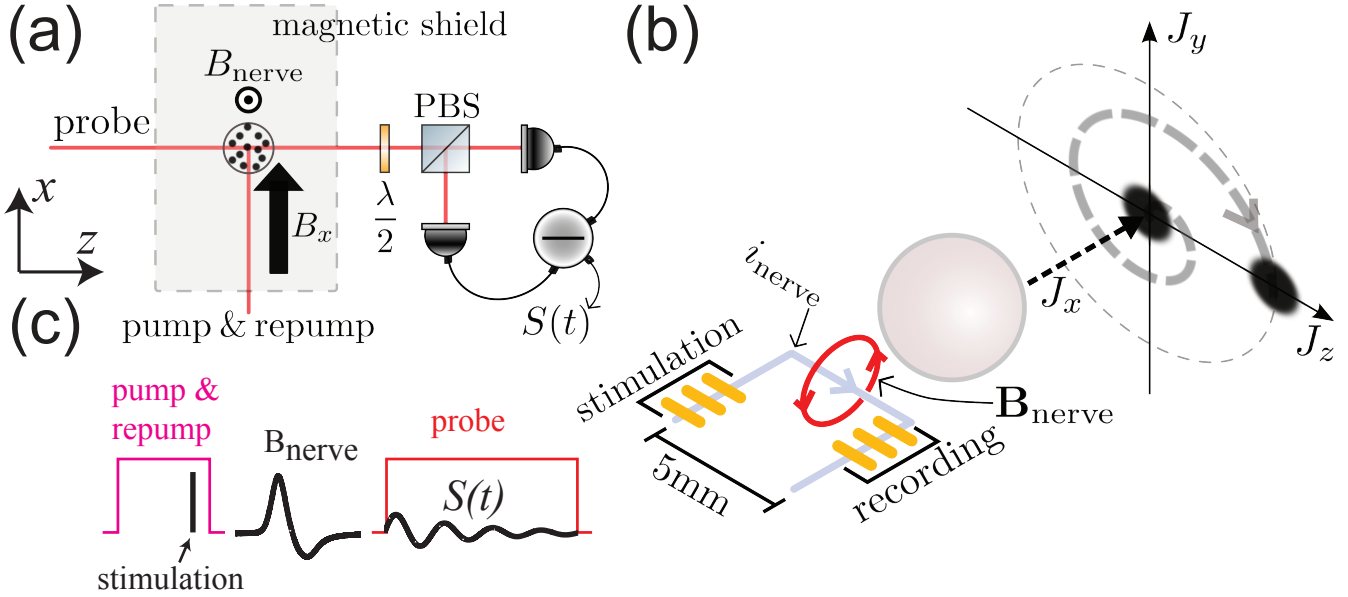 (a)
magnetic shield
B_nerve
probe
PBS
x
z
B_x
λ/2
S(t)
pump & repump
(b)
J_y
J_x
J_z
i_nerve
stimulation
B_nerve
5mm
recording
(c)
pump &
repump
B_nerve
probe
S(t)
stimulation